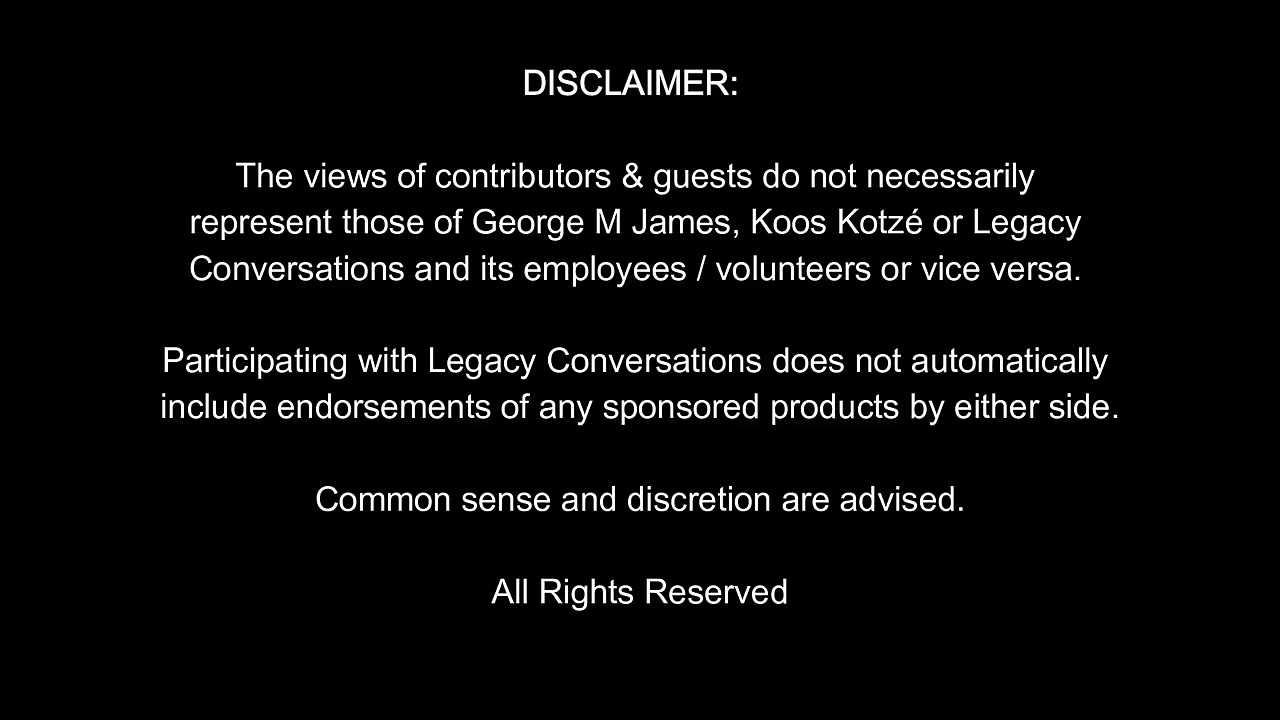 DISCLAIMER:
The views of contributors & guests do not necessarily
represent those of George M James, Koos Kotzé or Legacy
Conversations and its employees / volunteers or vice versa.
Participating with Legacy Conversations does not automatically
include endorsements of any sponsored products by either side.
Common sense and discretion are advised.
All Rights Reserved